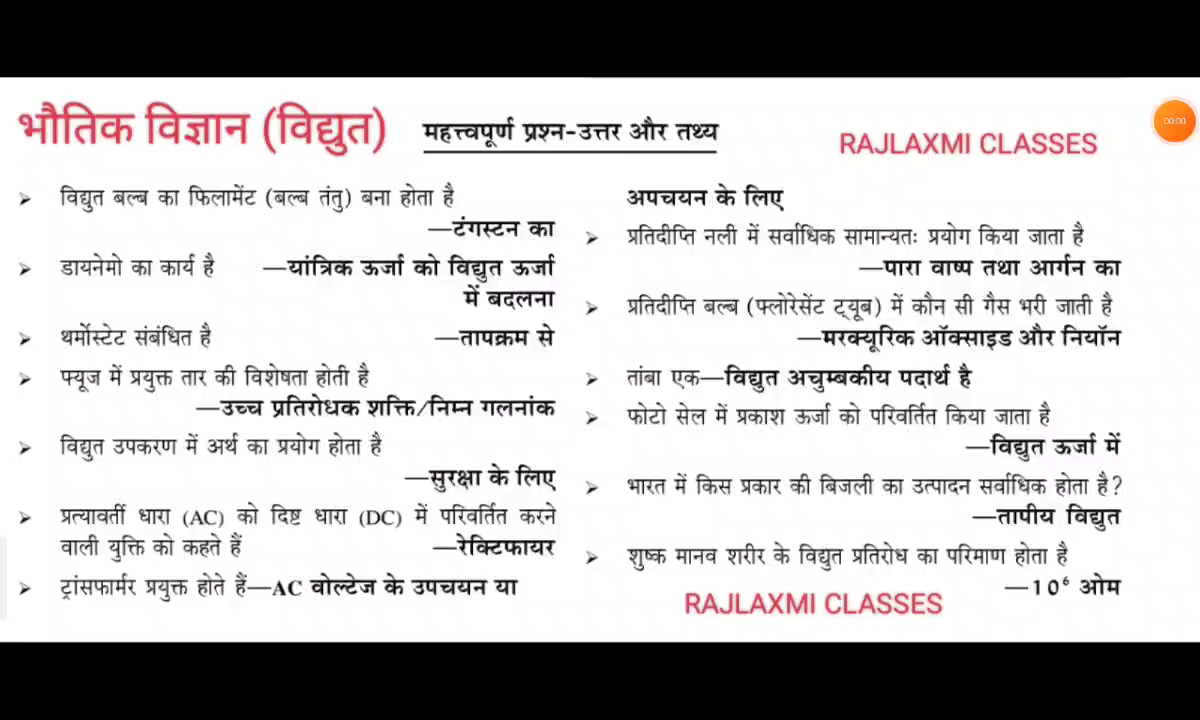 भौतिक विज्ञान (विद्युत)
महत्त्वपूर्ण प्रश्न-उत्तर और तथ्य
RAJLAXMI CLASSES
00:00
➢ विद्युत बल्ब का फिलामेंट (बल्ब तंतु) बना होता है
—टंगस्टन का
➢ डायनेमो का कार्य है —यांत्रिक ऊर्जा को विद्युत ऊर्जा
में बदलना
➢ थर्मोस्टेट संबंधित है —तापक्रम से
➢ फ्यूज में प्रयुक्त तार की विशेषता होती है
—उच्च प्रतिरोधक शक्ति/निम्न गलनांक
➢ विद्युत उपकरण में अर्थ का प्रयोग होता है
—सुरक्षा के लिए
➢ प्रत्यावर्ती धारा (AC) को दिष्ट धारा (DC) में परिवर्तित करने
वाली युक्ति को कहते हैं —रेक्टिफायर
➢ ट्रांसफार्मर प्रयुक्त होते हैं—AC वोल्टेज के उपचयन या
अपचयन के लिए
➢ प्रतिदीप्ति नली में सर्वाधिक सामान्यतः प्रयोग किया जाता है
—पारा वाष्प तथा आर्गन का
➢ प्रतिदीप्ति बल्ब (फ्लोरेसेंट ट्यूब) में कौन सी गैस भरी जाती है
—मरक्यूरिक ऑक्साइड और नियॉन
➢ तांबा एक—विद्युत अचुम्बकीय पदार्थ है
➢ फोटो सेल में प्रकाश ऊर्जा को परिवर्तित किया जाता है
—विद्युत ऊर्जा में
➢ भारत में किस प्रकार की बिजली का उत्पादन सर्वाधिक होता है?
—तापीय विद्युत
➢ शुष्क मानव शरीर के विद्युत प्रतिरोध का परिमाण होता है
—10⁶ ओम
RAJLAXMI CLASSES